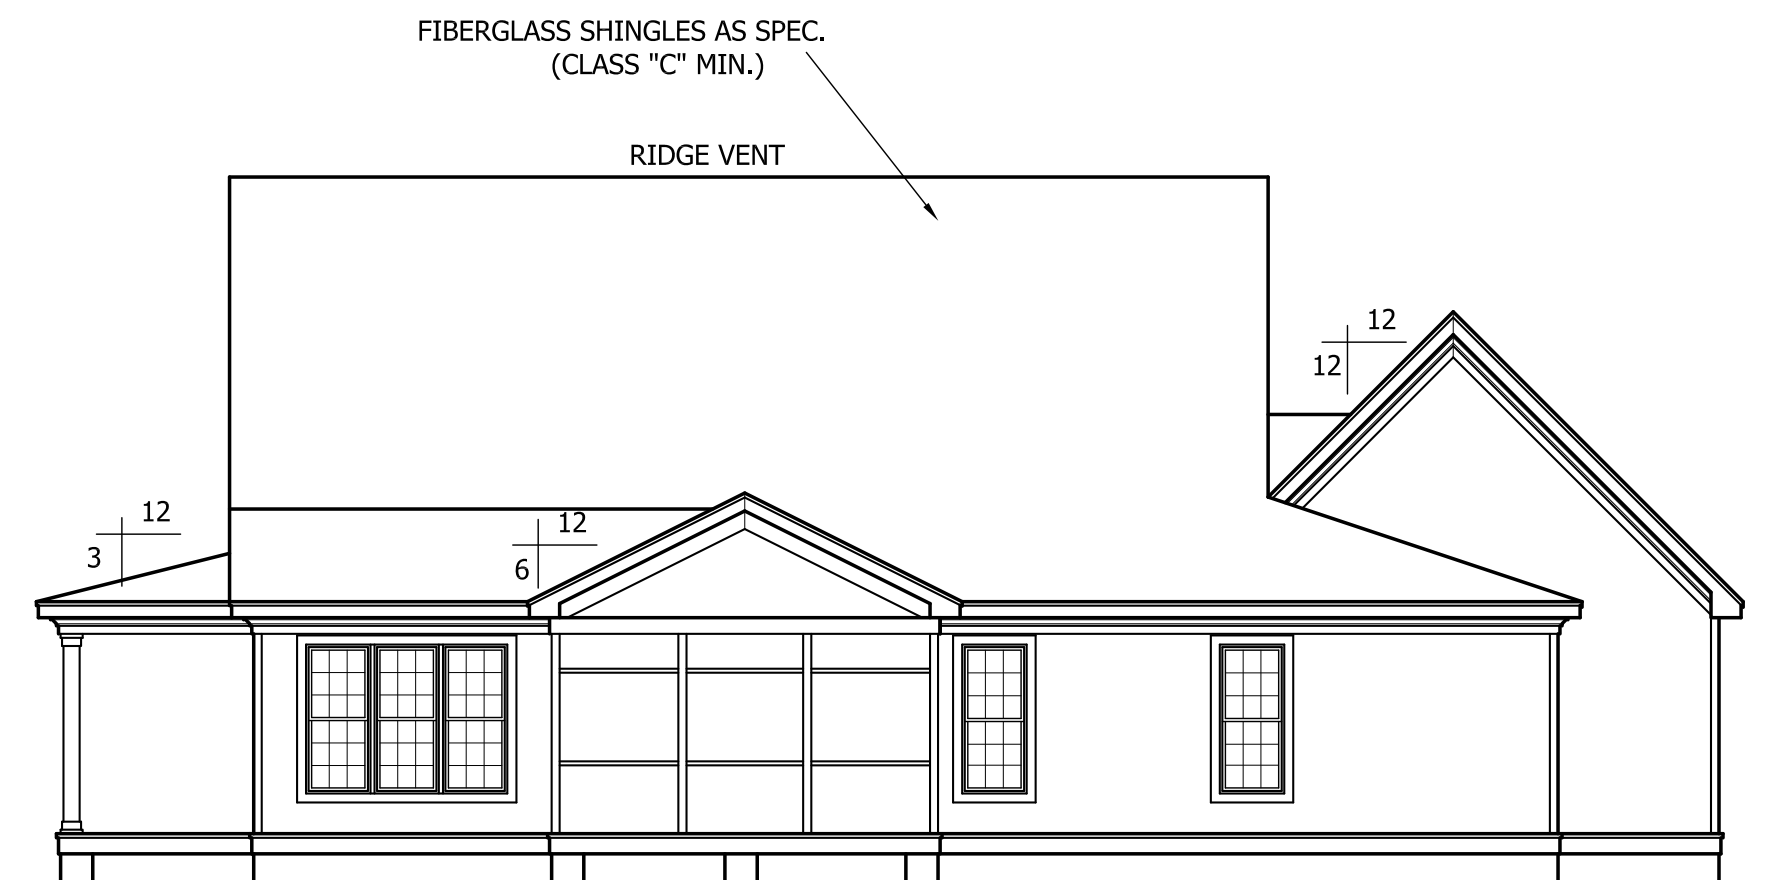 FIBERGLASS SHINGLES AS SPEC.
(CLASS "C" MIN.)
RIDGE VENT
12
12
12
3
12
6